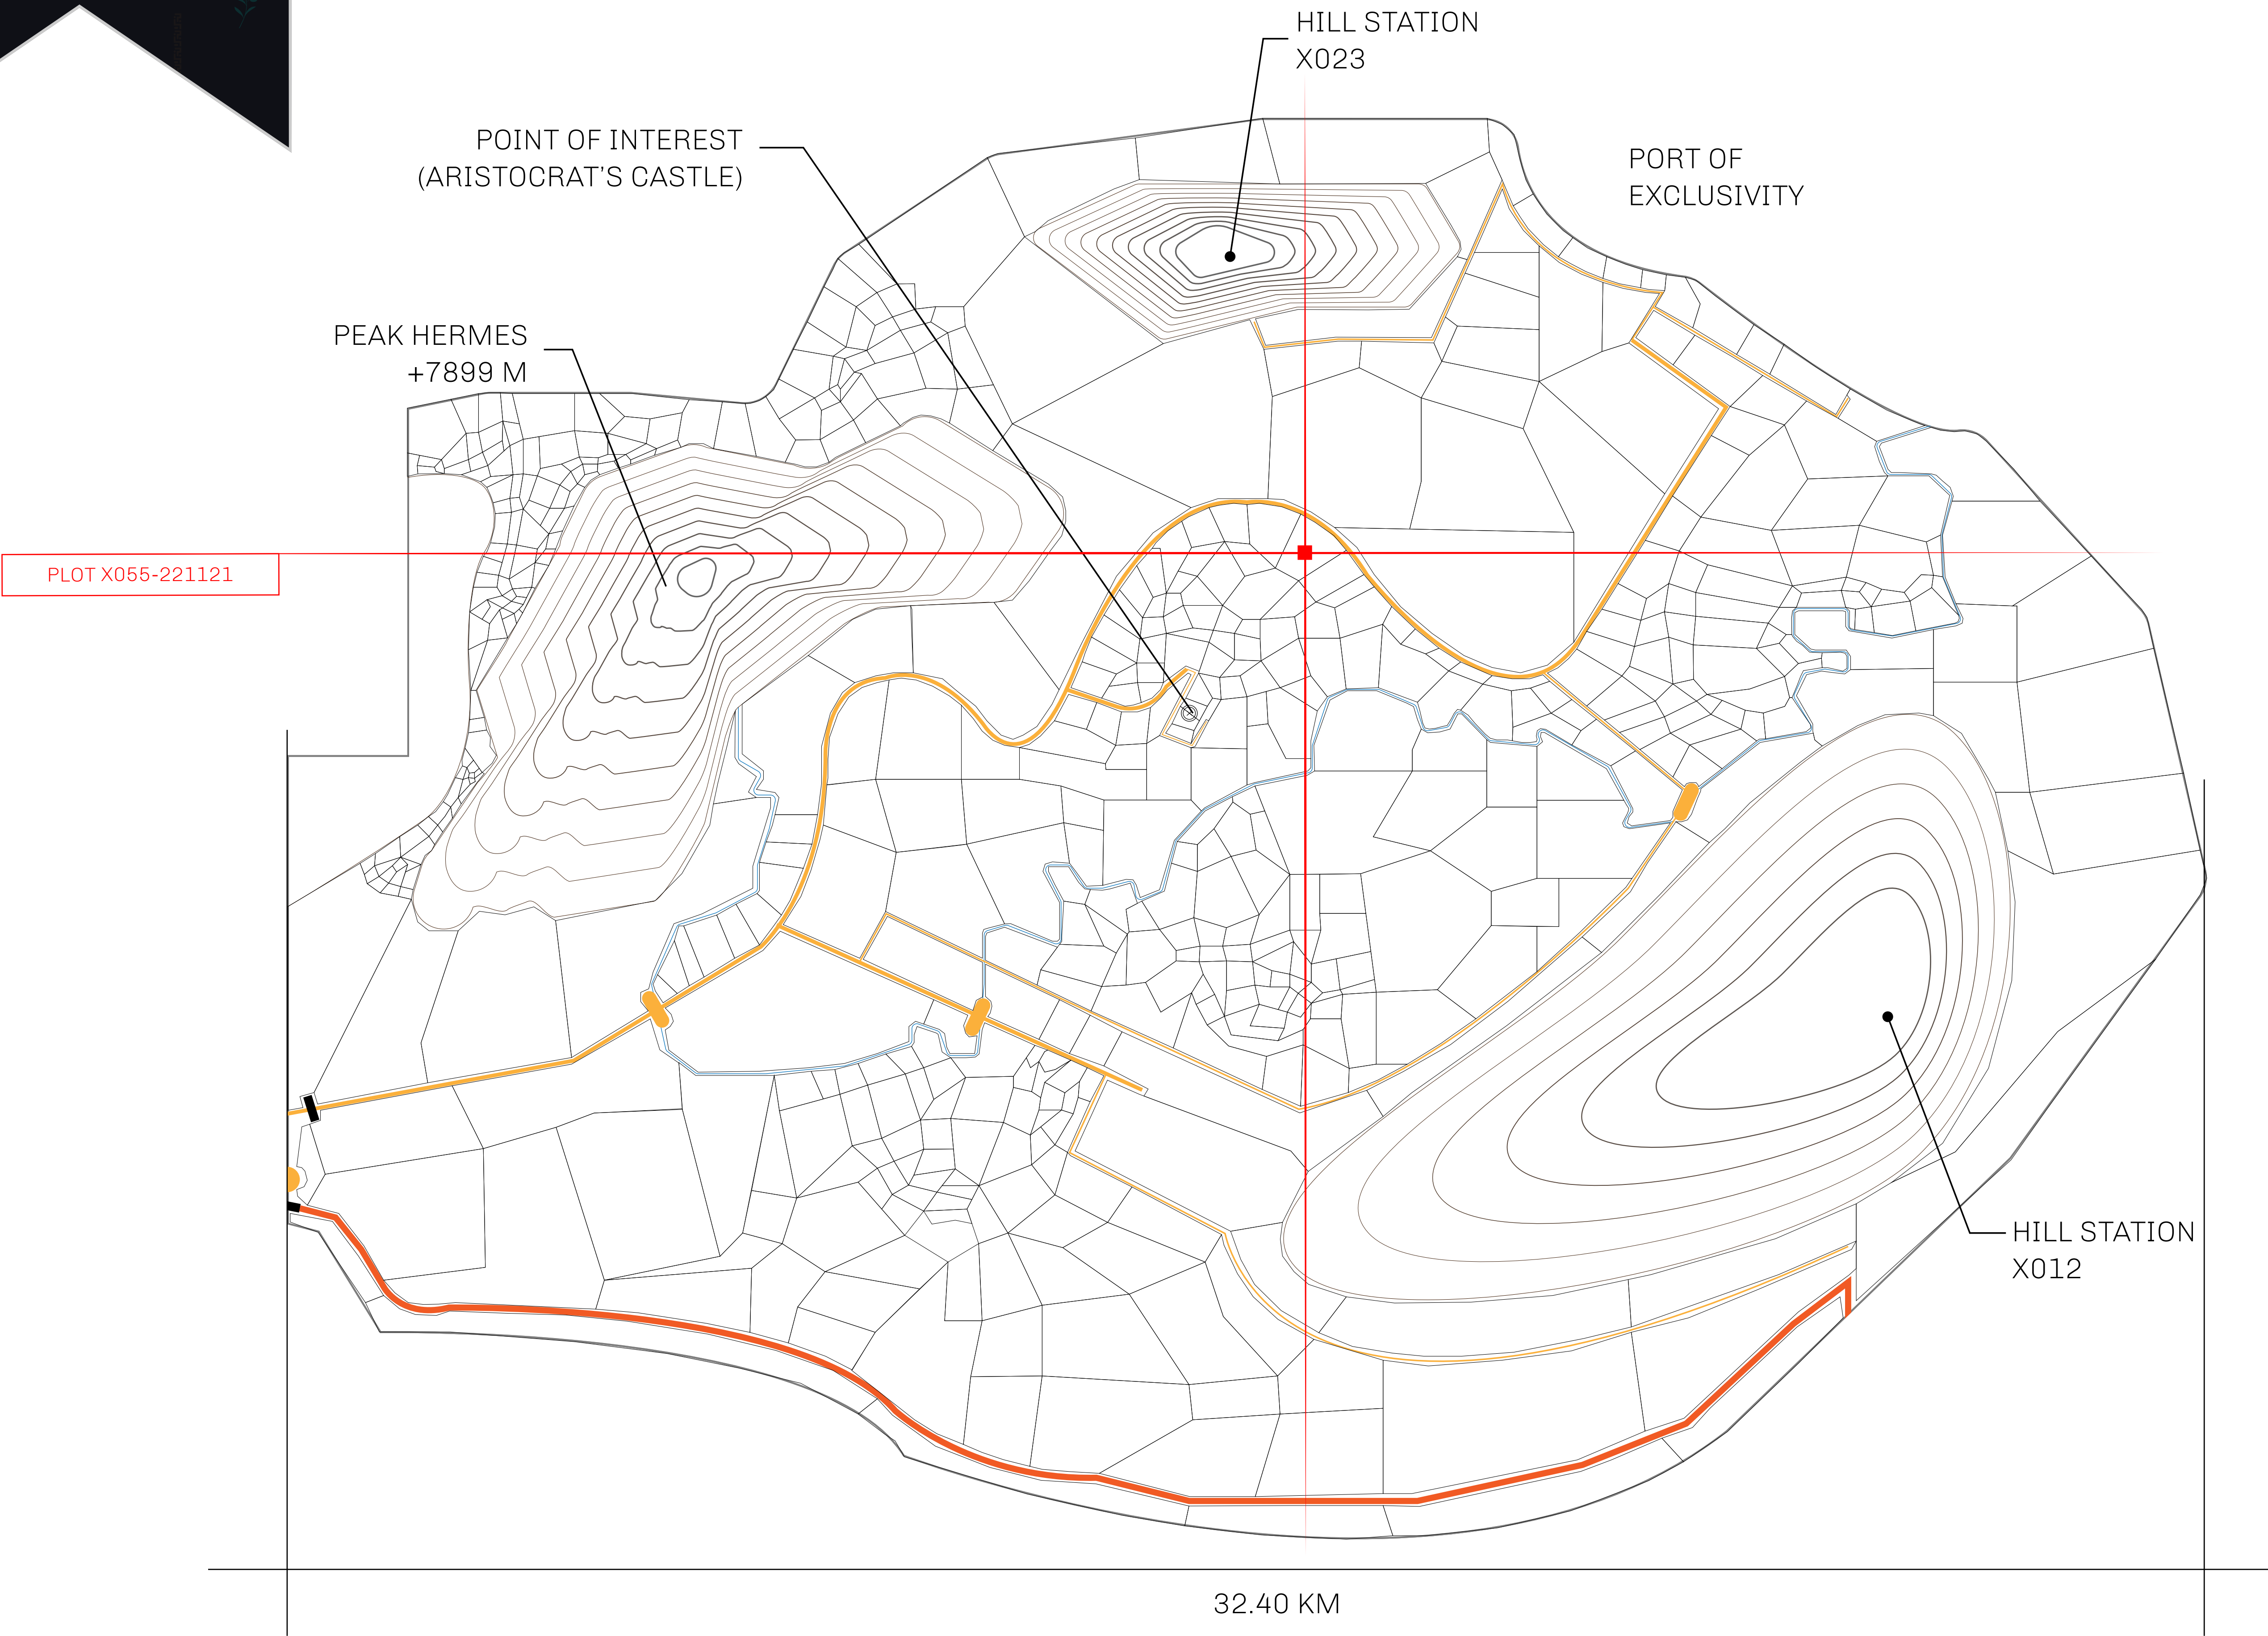 HILL STATION
X023
POINT OF INTEREST
(ARISTOCRAT'S CASTLE)
PORT OF
EXCLUSIVITY
PEAK HERMES
+7899 M
PLOT X055-221121
HILL STATION
X012
32.40 KM